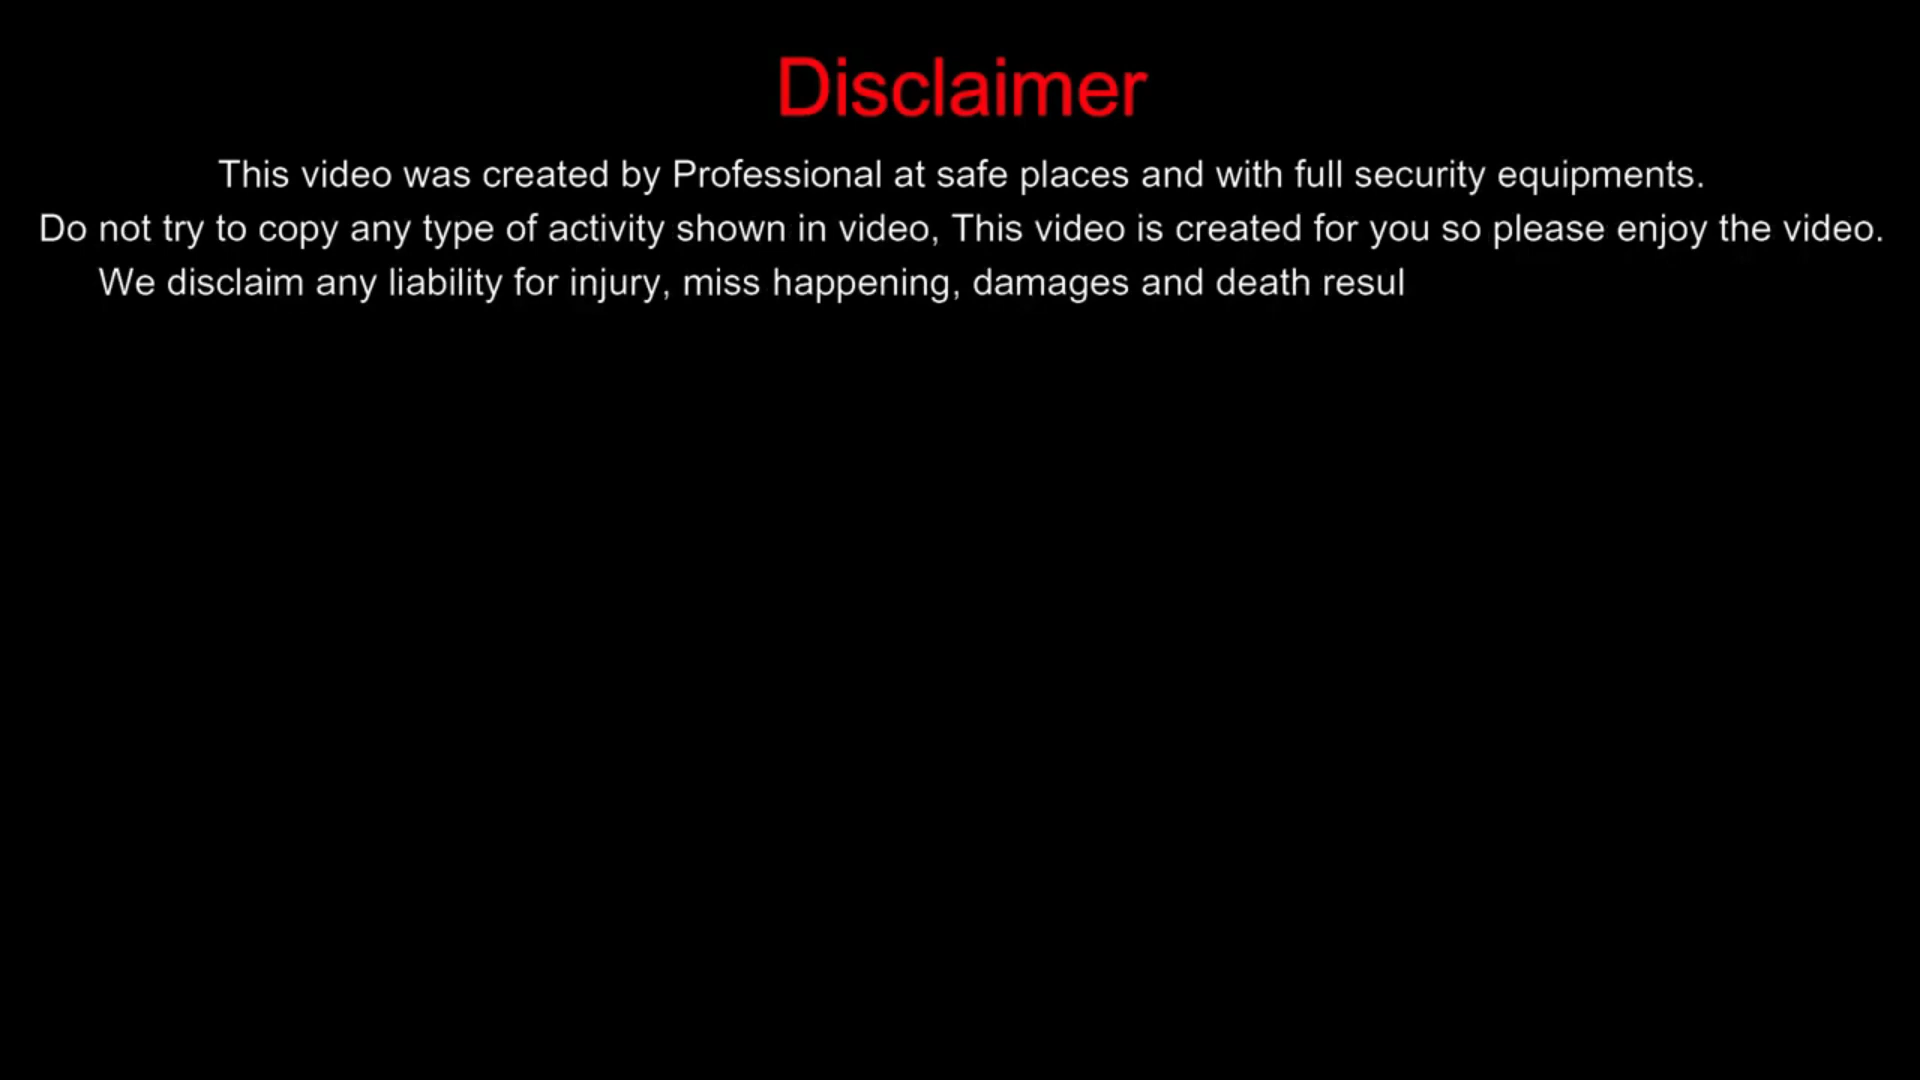 Disclaimer
This video was created by Professional at safe places and with full security equipments.
Do not try to copy any type of activity shown in video, This video is created for you so please enjoy the video.
We disclaim any liability for injury, miss happening, damages and death resul